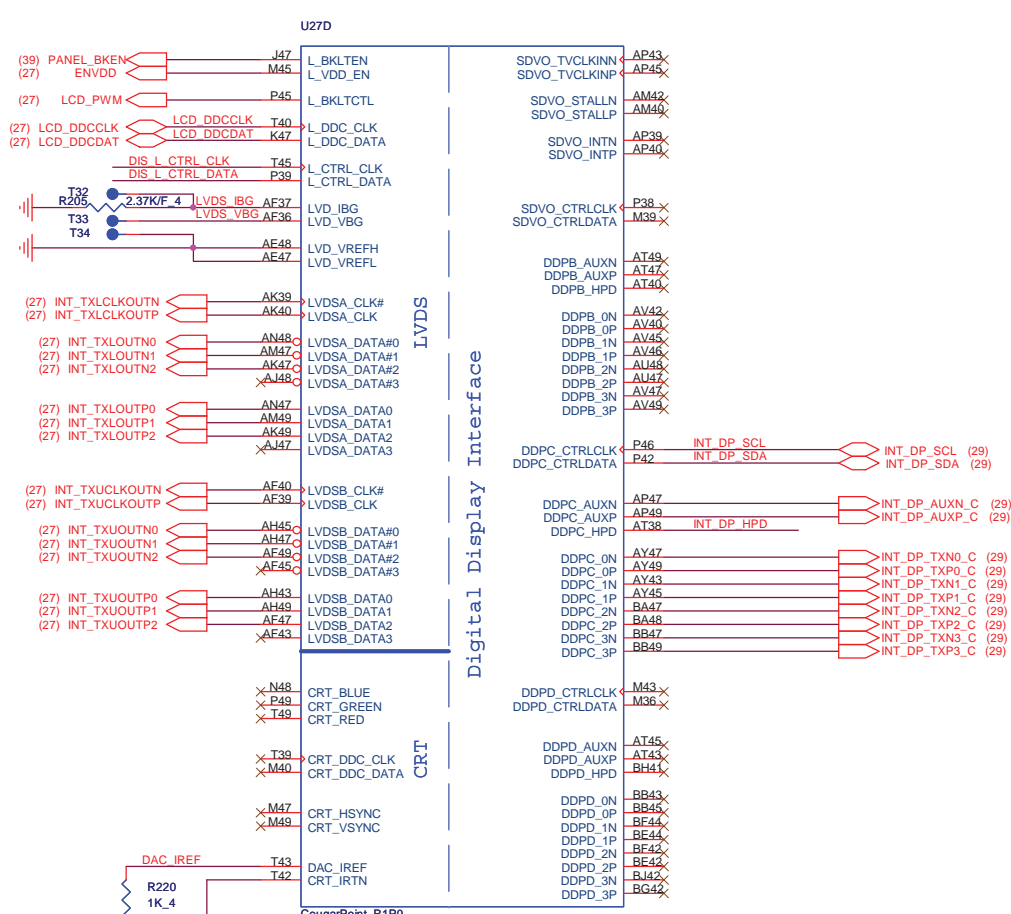 U27D
(39) PANEL_BKEN J47 L_BKLTEN
(27) ENVDD M45 L_VDD_EN
(27) LCD_PWM P45 L_BKLTCTL
(27) LCD_DDCCLK LCD_DDCCLK T40 L_DDC_CLK
(27) LCD_DDCDAT LCD_DDCDAT K47 L_DDC_DATA
DIS_L_CTRL_CLK T45 L_CTRL_CLK
DIS_L_CTRL_DATA P39 L_CTRL_DATA
T32
R205 2.37K/F_4 LVDS_IBG AF37 LVD_IBG
T33 LVDS_VBG AF36 LVD_VBG
T34
AE48 LVD_VREFH
AE47 LVD_VREFL
(27) INT_TXLCLKOUTN AK39 LVDSA_CLK#
(27) INT_TXLCLKOUTP AK40 LVDSA_CLK
(27) INT_TXLOUTN0 AN48 LVDSA_DATA#0
(27) INT_TXLOUTN1 AM47 LVDSA_DATA#1
(27) INT_TXLOUTN2 AK47 LVDSA_DATA#2
AJ48 LVDSA_DATA#3
(27) INT_TXLOUTP0 AN47 LVDSA_DATA0
(27) INT_TXLOUTP1 AM49 LVDSA_DATA1
(27) INT_TXLOUTP2 AK49 LVDSA_DATA2
AJ47 LVDSA_DATA3
(27) INT_TXUCLKOUTN AF40 LVDSB_CLK#
(27) INT_TXUCLKOUTP AF39 LVDSB_CLK
(27) INT_TXUOUTN0 AH45 LVDSB_DATA#0
(27) INT_TXUOUTN1 AH47 LVDSB_DATA#1
(27) INT_TXUOUTN2 AF49 LVDSB_DATA#2
AF45 LVDSB_DATA#3
(27) INT_TXUOUTP0 AH43 LVDSB_DATA0
(27) INT_TXUOUTP1 AH49 LVDSB_DATA1
(27) INT_TXUOUTP2 AF47 LVDSB_DATA2
AF43 LVDSB_DATA3
N48 CRT_BLUE
P49 CRT_GREEN
T49 CRT_RED
T39 CRT_DDC_CLK
M40 CRT_DDC_DATA
M47 CRT_HSYNC
M49 CRT_VSYNC
DAC_IREF T43 DAC_IREF
T42 CRT_IRTN
R220
1K_4
LVDS
CRT
Digital Display Interface
SDVO_TVCLKINN AP43
SDVO_TVCLKINP AP45
SDVO_STALLN AM42
SDVO_STALLP AM40
SDVO_INTN AP39
SDVO_INTP AP40
SDVO_CTRLCLK P38
SDVO_CTRLDATA M39
DDPB_AUXN AT49
DDPB_AUXP AT47
DDPB_HPD AT40
DDPB_0N AV42
DDPB_0P AV40
DDPB_1N AV45
DDPB_1P AV46
DDPB_2N AU48
DDPB_2P AU47
DDPB_3N AV47
DDPB_3P AV49
DDPC_CTRLCLK P46 INT_DP_SCL INT_DP_SCL (29)
DDPC_CTRLDATA P42 INT_DP_SDA INT_DP_SDA (29)
DDPC_AUXN AP47 INT_DP_AUXN_C (29)
DDPC_AUXP AP49 INT_DP_AUXP_C (29)
DDPC_HPD AT38 INT_DP_HPD
DDPC_0N AY47 INT_DP_TXN0_C (29)
DDPC_0P AY49 INT_DP_TXP0_C (29)
DDPC_1N AY43 INT_DP_TXN1_C (29)
DDPC_1P AY45 INT_DP_TXP1_C (29)
DDPC_2N BA47 INT_DP_TXN2_C (29)
DDPC_2P BA48 INT_DP_TXP2_C (29)
DDPC_3N BB47 INT_DP_TXN3_C (29)
DDPC_3P BB49 INT_DP_TXP3_C (29)
DDPD_CTRLCLK M43
DDPD_CTRLDATA M36
DDPD_AUXN AT45
DDPD_AUXP AT43
DDPD_HPD BH41
DDPD_0N BB43
DDPD_0P BB45
DDPD_1N BF44
DDPD_1P BE44
DDPD_2N BF42
DDPD_2P BE42
DDPD_3N BJ42
DDPD_3P BG42
CougarPoint_R1P0